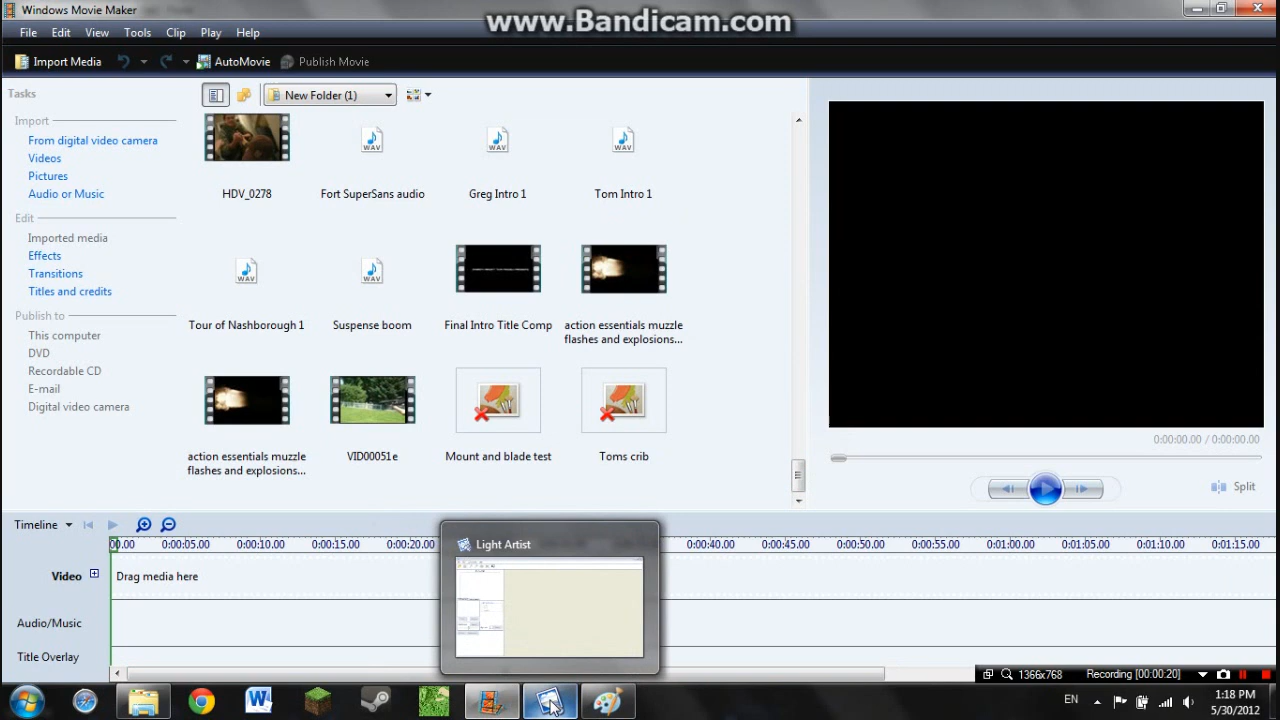 Windows Movie Maker
www.Bandicam.com
File Edit View Tools Clip Play Help
Import Media AutoMovie Publish Movie
Tasks
New Folder (1)
Import
From digital video camera
Videos
Pictures
Audio or Music
Edit
Imported media
Effects
Transitions
Titles and credits
Publish to
This computer
DVD
Recordable CD
E-mail
Digital video camera
HDV_0278 Fort SuperSans audio Greg Intro 1 Tom Intro 1
WAV WAV WAV
WAV WAV
Tour of Nashborough 1 Suspense boom Final Intro Title Comp action essentials muzzle
flashes and explosions...
action essentials muzzle VID00051e Mount and blade test Toms crib
flashes and explosions...
0:00:00.00 / 0:00:00.00
Split
Timeline
00.00 0:00:05.00 0:00:10.00 0:00:15.00 0:00:20.00 0:00:40.00 0:00:45.00 0:00:50.00 0:00:55.00 0:01:00.00 0:01:05.00 0:01:10.00 0:01:15.00
Light Artist
Video Drag media here
Audio/Music
Title Overlay
1366x768 Recording [00:00:20]
EN
1:18 PM
5/30/2012